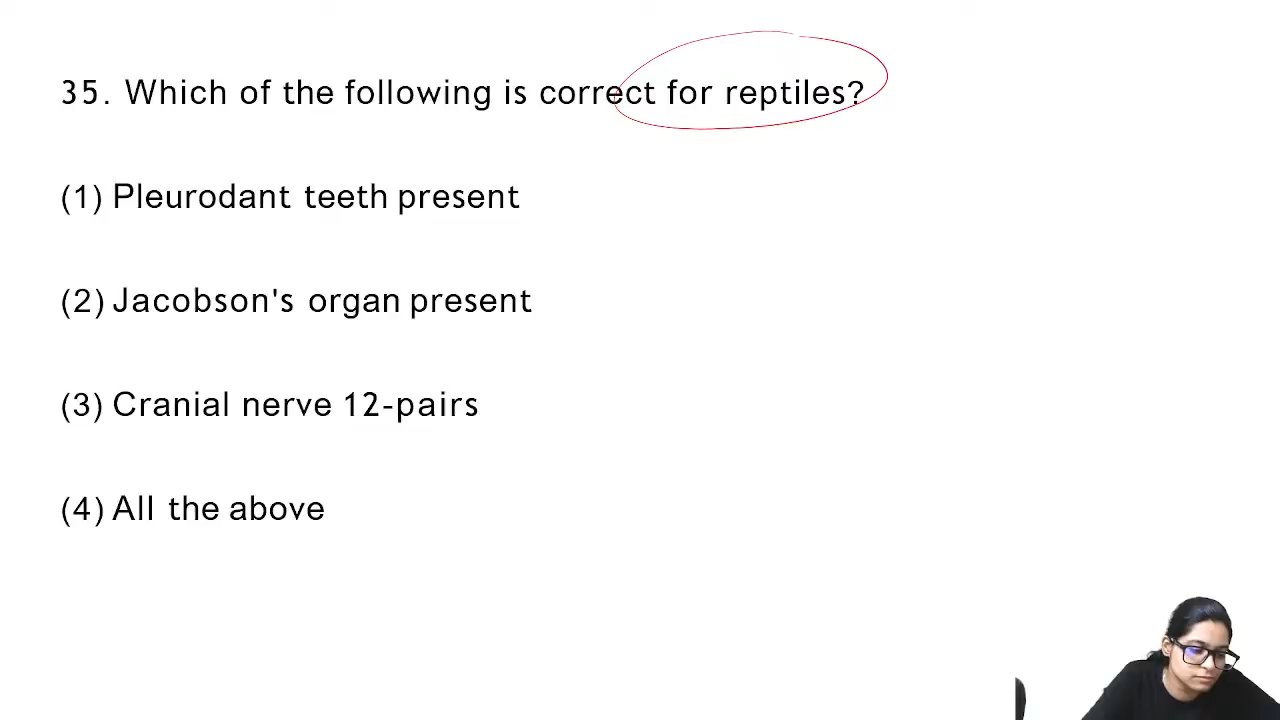 35. Which of the following is correct for reptiles?
(1) Pleurodant teeth present
(2) Jacobson's organ present
(3) Cranial nerve 12-pairs
(4) All the above